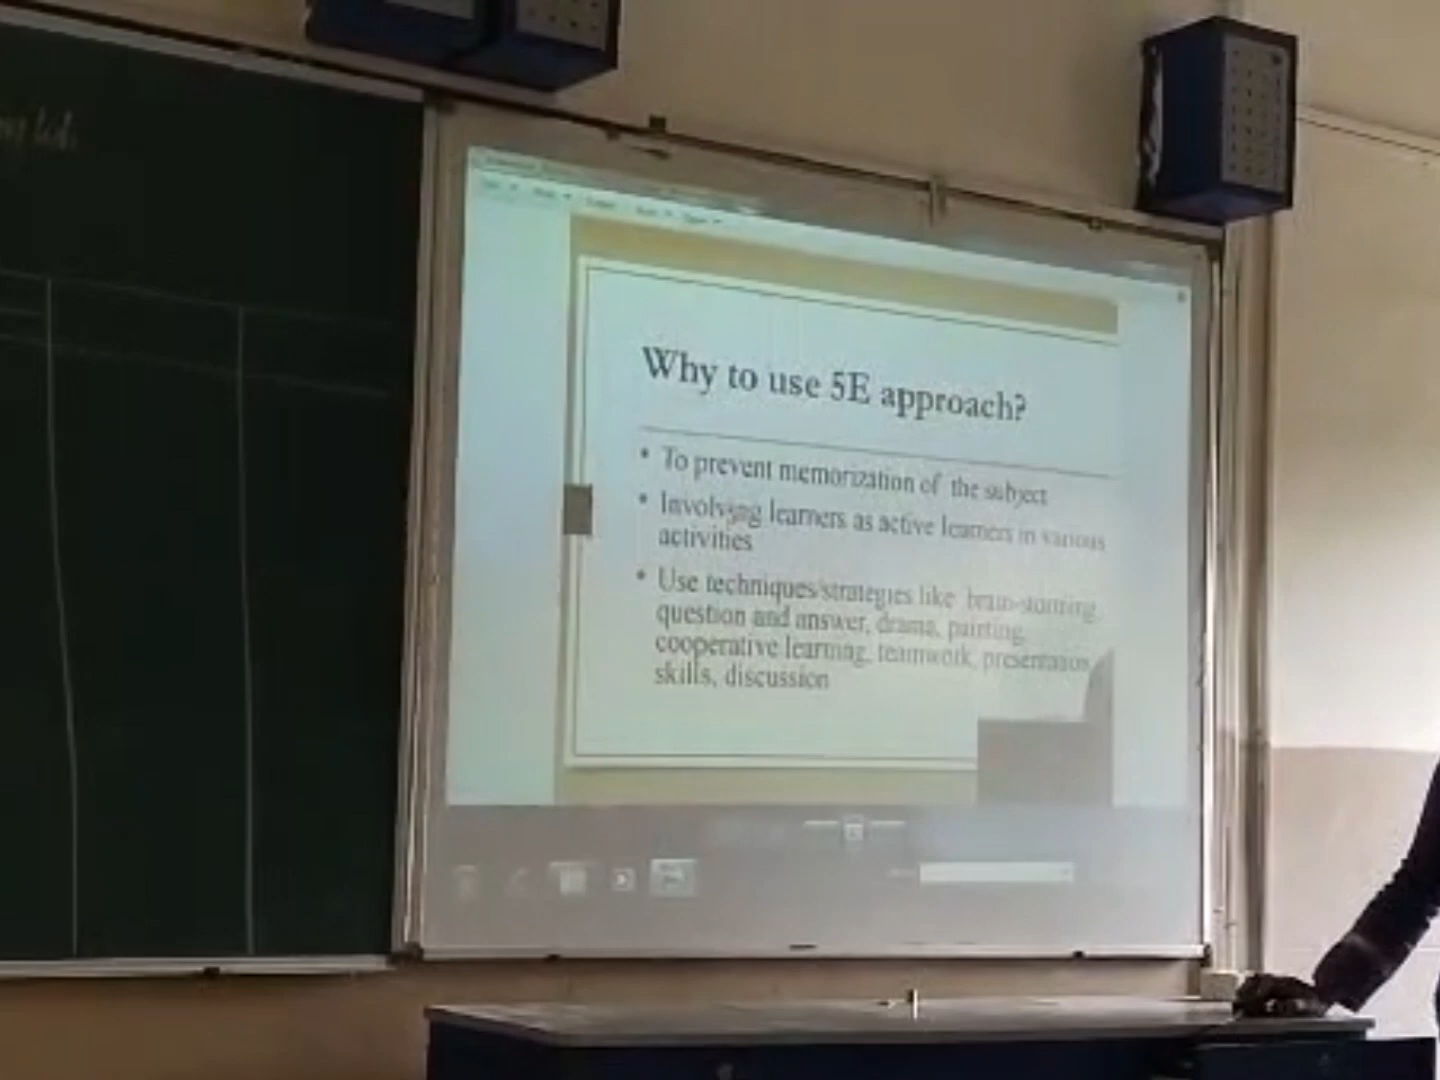 Why to use 5E approach?
• To prevent memorization of the subject
• Involving learners as active learners in various
activities
• Use techniques/strategies like brain-stoming,
question and answer, drama, painting,
cooperative learning, teamwork, presentation
skills, discussion